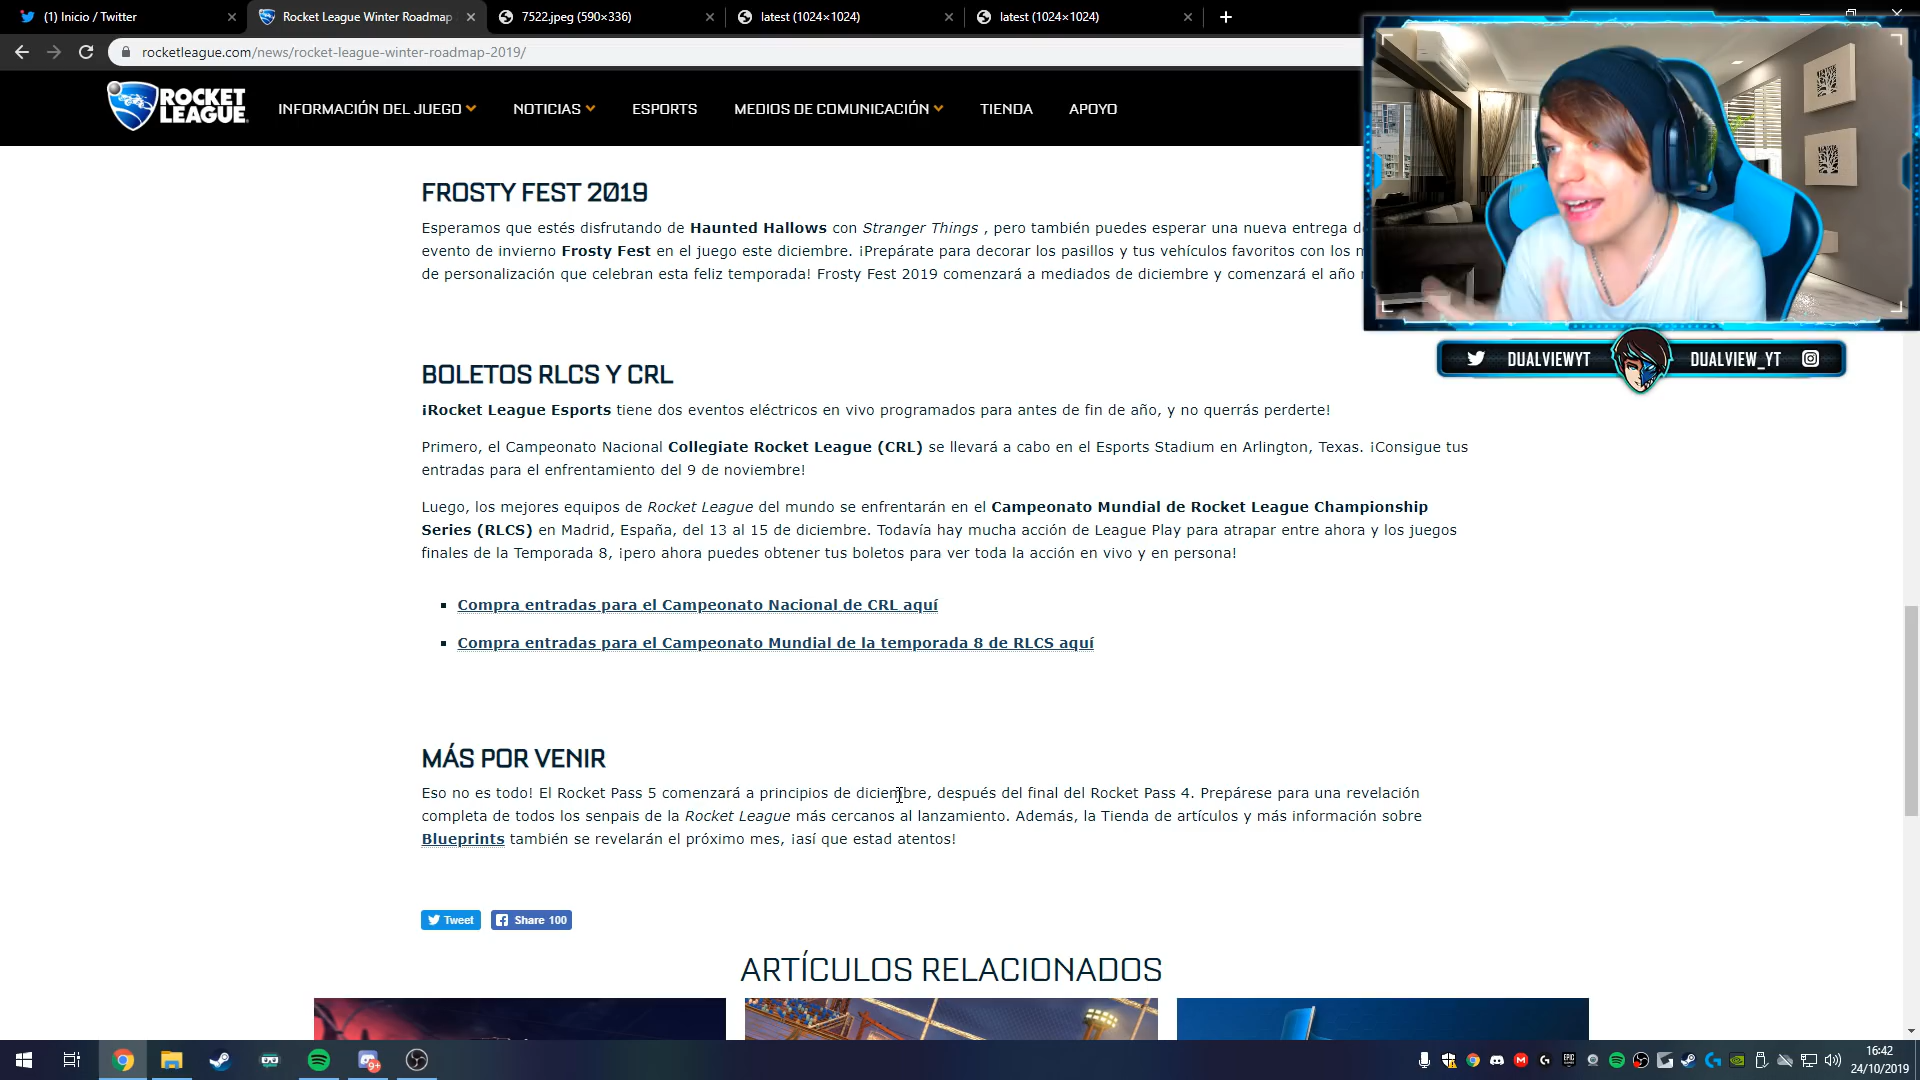 (1) Inicio / Twitter
Rocket League Winter Roadmap
7522.jpeg (590×336)
latest (1024×1024)
latest (1024×1024)
rocketleague.com/news/rocket-league-winter-roadmap-2019/
ROCKET LEAGUE
INFORMACIÓN DEL JUEGO
NOTICIAS
ESPORTS
MEDIOS DE COMUNICACIÓN
TIENDA
APOYO
FROSTY FEST 2019
Esperamos que estés disfrutando de Haunted Hallows con Stranger Things , pero también puedes esperar una nueva entrega
evento de invierno Frosty Fest en el juego este diciembre. ¡Prepárate para decorar los pasillos y tus vehículos favoritos con los
de personalización que celebran esta feliz temporada! Frosty Fest 2019 comenzará a mediados de diciembre y comenzará el año
DUALVIEWYT
DUALVIEW_YT
BOLETOS RLCS Y CRL
¡Rocket League Esports tiene dos eventos eléctricos en vivo programados para antes de fin de año, y no querrás perderte!
Primero, el Campeonato Nacional Collegiate Rocket League (CRL) se llevará a cabo en el Esports Stadium en Arlington, Texas. ¡Consigue tus
entradas para el enfrentamiento del 9 de noviembre!
Luego, los mejores equipos de Rocket League del mundo se enfrentarán en el Campeonato Mundial de Rocket League Championship
Series (RLCS) en Madrid, España, del 13 al 15 de diciembre. Todavía hay mucha acción de League Play para atrapar entre ahora y los juegos
finales de la Temporada 8, ¡pero ahora puedes obtener tus boletos para ver toda la acción en vivo y en persona!
Compra entradas para el Campeonato Nacional de CRL aquí
Compra entradas para el Campeonato Mundial de la temporada 8 de RLCS aquí
MÁS POR VENIR
Eso no es todo! El Rocket Pass 5 comenzará a principios de diciembre, después del final del Rocket Pass 4. Prepárese para una revelación
completa de todos los senpais de la Rocket League más cercanos al lanzamiento. Además, la Tienda de artículos y más información sobre
Blueprints también se revelarán el próximo mes, ¡así que estad atentos!
Tweet
Share 100
ARTÍCULOS RELACIONADOS
16:42
24/10/2019